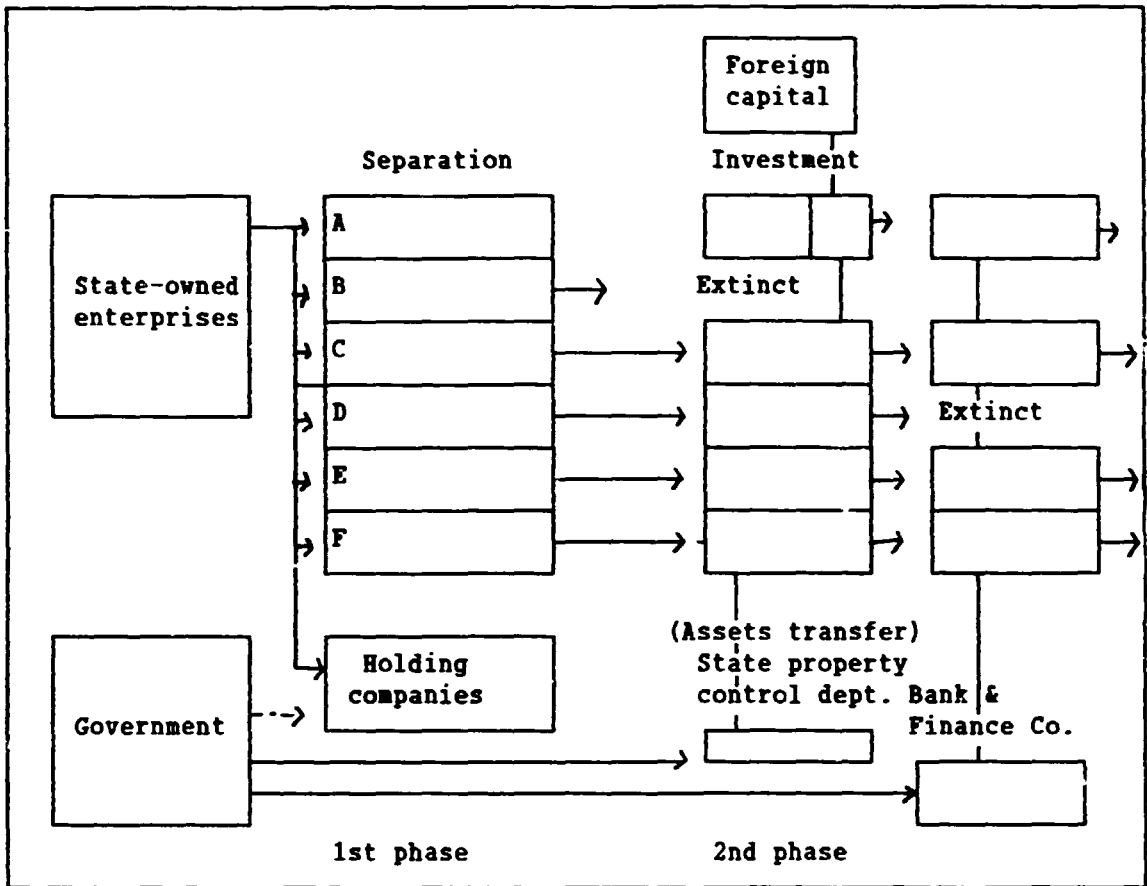 Foreign
capital
Separation
Investment
State-owned
enterprises
A
B
C
D
E
F
Extinct
Extinct
Government
Holding
companies
(Assets transfer)
State property
control dept.
Bank &
Finance Co.
1st phase
2nd phase